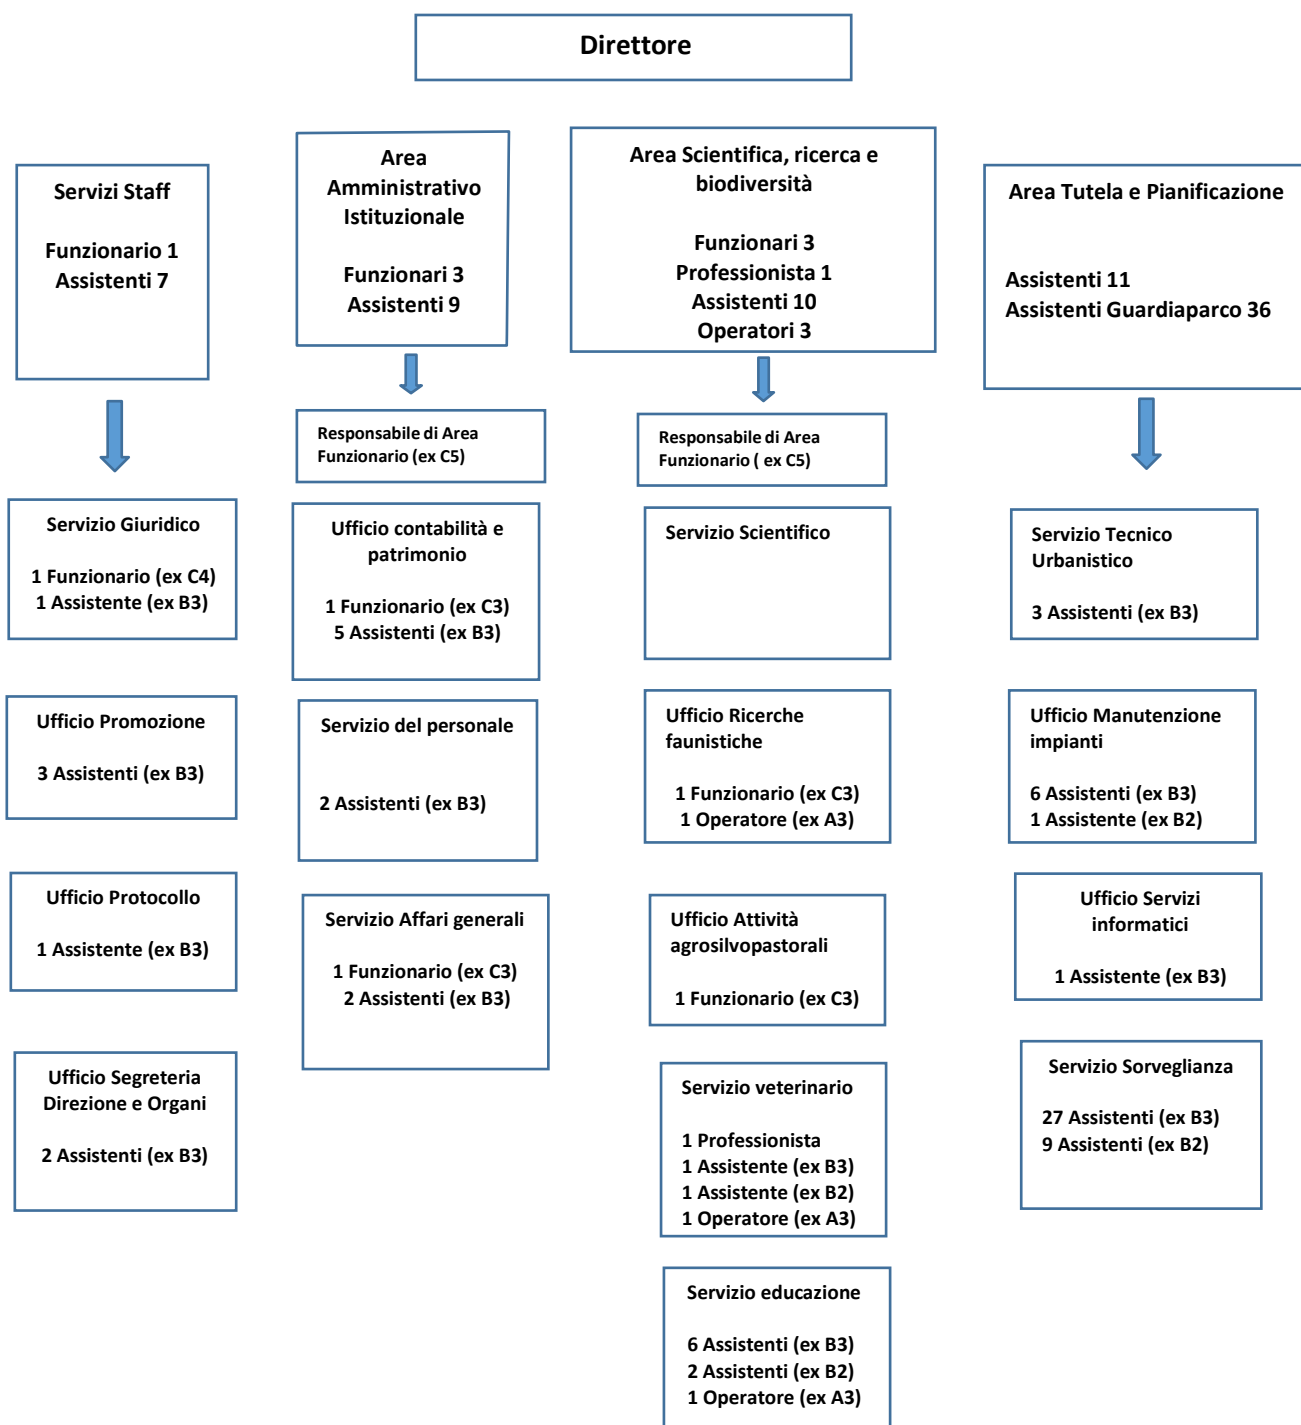 Direttore
Servizi Staff
Funzionario 1
Assistenti 7
Area
Amministrativo
Istituzionale
Funzionari 3
Assistenti 9
Area Scientifica, ricerca e
biodiversità
Funzionari 3
Professionista 1
Assistenti 10
Operatori 3
Area Tutela e Pianificazione
Assistenti 11
Assistenti Guardiaparco 36
Servizio Giuridico
1 Funzionario (ex C4)
1 Assistente (ex B3)
Ufficio Promozione
3 Assistenti (ex B3)
Ufficio Protocollo
1 Assistente (ex B3)
Ufficio Segreteria
Direzione e Organi
2 Assistenti (ex B3)
Responsabile di Area
Funzionario (ex C5)
Ufficio contabilità e
patrimonio
1 Funzionario (ex C3)
5 Assistenti (ex B3)
Servizio del personale
2 Assistenti (ex B3)
Servizio Affari generali
1 Funzionario (ex C3)
2 Assistenti (ex B3)
Responsabile di Area
Funzionario ( ex C5)
Servizio Scientifico
Ufficio Ricerche
faunistiche
1 Funzionario (ex C3)
1 Operatore (ex A3)
Ufficio Attività
agrosilvopastorali
1 Funzionario (ex C3)
Servizio veterinario
1 Professionista
1 Assistente (ex B3)
1 Assistente (ex B2)
1 Operatore (ex A3)
Servizio educazione
6 Assistenti (ex B3)
2 Assistenti (ex B2)
1 Operatore (ex A3)
Servizio Tecnico
Urbanistico
3 Assistenti (ex B3)
Ufficio Manutenzione
impianti
6 Assistenti (ex B3)
1 Assistente (ex B2)
Ufficio Servizi
informatici
1 Assistente (ex B3)
Servizio Sorveglianza
27 Assistenti (ex B3)
9 Assistenti (ex B2)